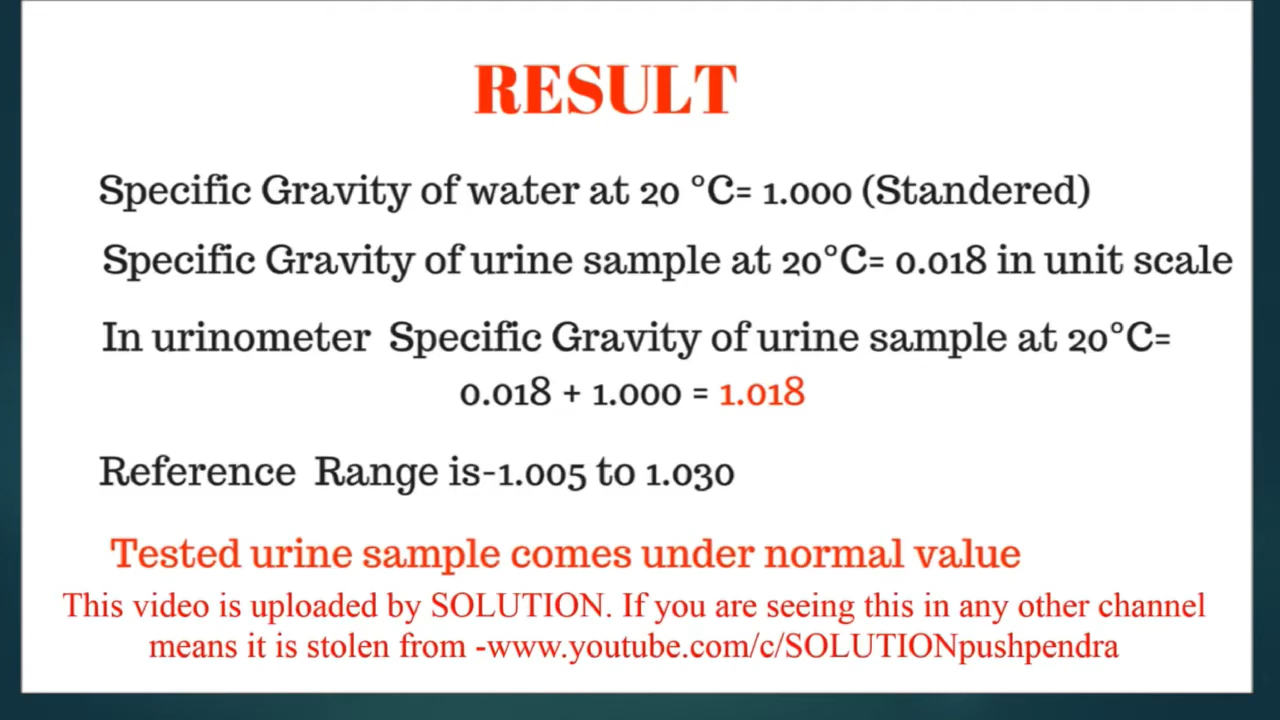 RESULT
Specific Gravity of water at 20 °C= 1.000 (Standered)
Specific Gravity of urine sample at 20°C= 0.018 in unit scale
In urinometer Specific Gravity of urine sample at 20°C=
0.018 + 1.000 = 1.018
Reference Range is-1.005 to 1.030
Tested urine sample comes under normal value
This video is uploaded by SOLUTION. If you are seeing this in any other channel
means it is stolen from -www.youtube.com/c/SOLUTIONpushpendra